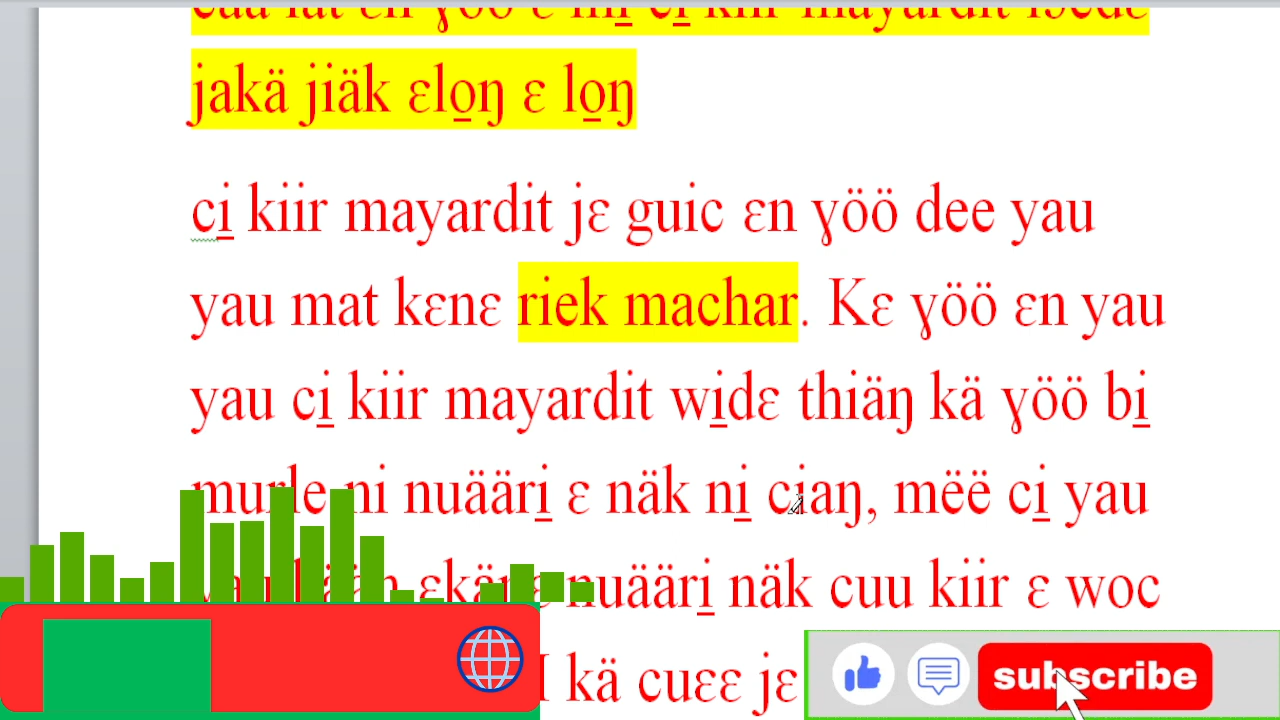 jakä jiäk ɛlo̱ŋ ɛ lo̱ŋ
ci̱ kiir mayardit jɛ guic ɛn ɣöö dee yau
yau mat kɛnɛ riek machar. Kɛ ɣöö ɛn yau
yau ci̱ kiir mayardit wi̱dɛ thiäŋ kä ɣöö bi̱
murle ni nuääri̱ ɛ näk ni̱ ciaŋ, mëë ci̱ yau
nuääri̱ näk cuu kiir ɛ woc
kä cuɛɛ jɛ
subscribe